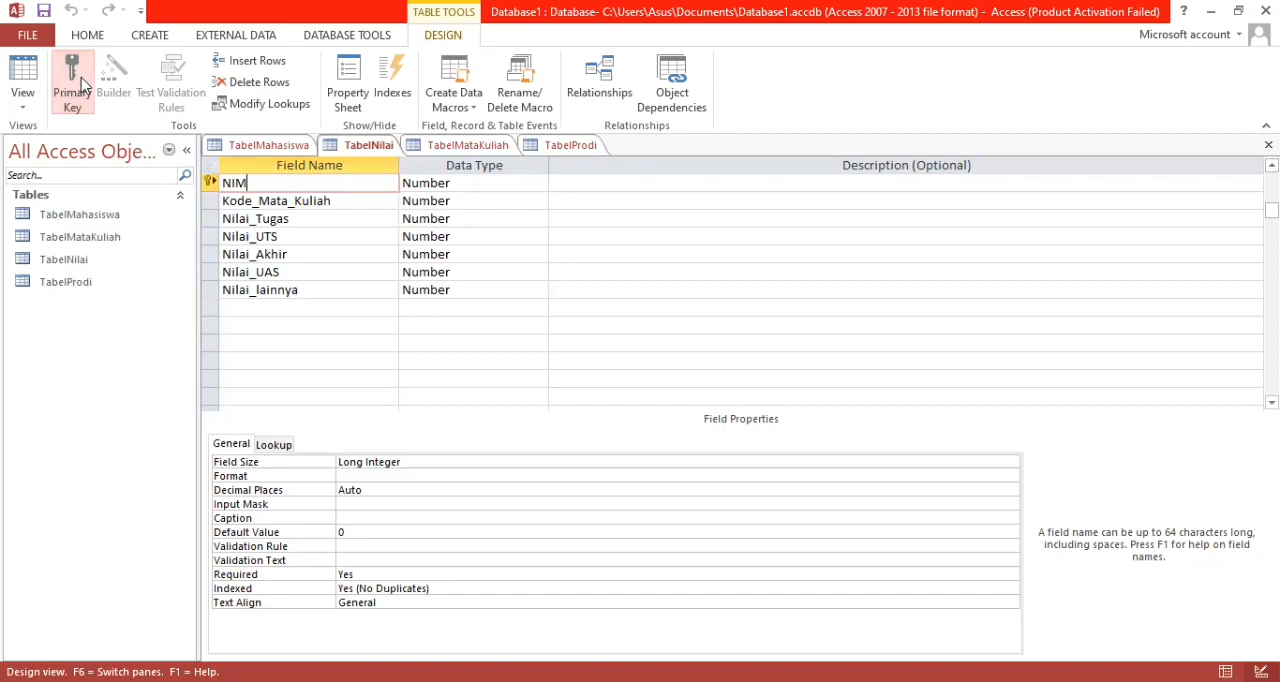 TABLE TOOLS
Database1 : Database- C:\Users\Asus\Documents\Database1.accdb (Access 2007 - 2013 file format) - Access (Product Activation Failed)
?
FILE HOME CREATE EXTERNAL DATA DATABASE TOOLS DESIGN
Microsoft account
View
Primary Key
Builder
Test Validation Rules
Insert Rows
Delete Rows
Modify Lookups
Property Sheet
Indexes
Create Data Macros
Rename/ Delete Macro
Relationships
Object Dependencies
Views Tools Show/Hide Field, Record & Table Events Relationships
All Access Obje...
Search...
Tables
TabelMahasiswa
TabelMataKuliah
TabelNilai
TabelProdi
TabelMahasiswa TabelNilai TabelMataKuliah TabelProdi
Field Name Data Type Description (Optional)
NIM Number
Kode_Mata_Kuliah Number
Nilai_Tugas Number
Nilai_UTS Number
Nilai_Akhir Number
Nilai_UAS Number
Nilai_lainnya Number
Field Properties
General Lookup
Field Size Long Integer
Format
Decimal Places Auto
Input Mask
Caption
Default Value 0
Validation Rule
Validation Text
Required Yes
Indexed Yes (No Duplicates)
Text Align General
A field name can be up to 64 characters long,
including spaces. Press F1 for help on field
names.
Design view. F6 = Switch panes. F1 = Help.